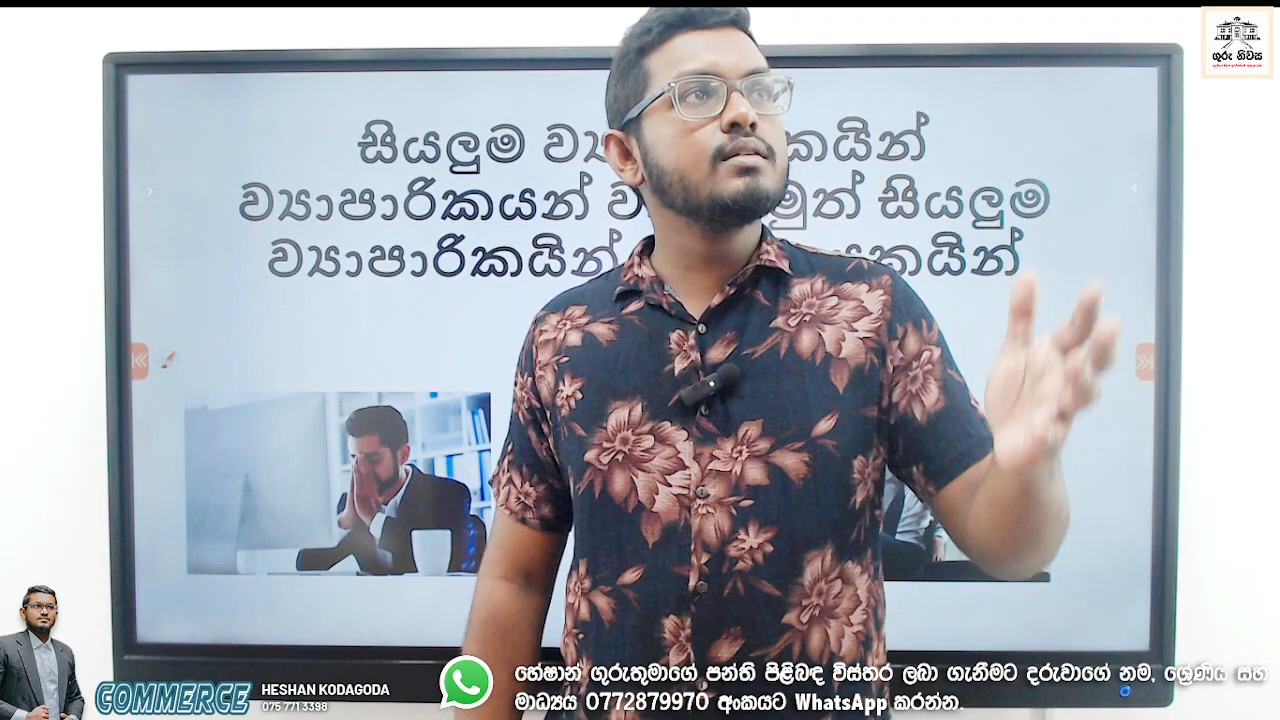 ගුරු නිවස
සියලුම කයින්
ව්‍යාපාරිකයන් සියලුම
ව්‍යාපාරිකයින්
COMMERCE
HESHAN KODAGODA
075 771 3398
හේෂාන් ගුරුතුමාගේ පන්ති පිළිබඳ විස්තර ලබා ගැනීමට දරුවාගේ නම, ශ්‍රේණිය සහ
මාධ්‍යය 0772879970 අංකයට WhatsApp කරන්න.